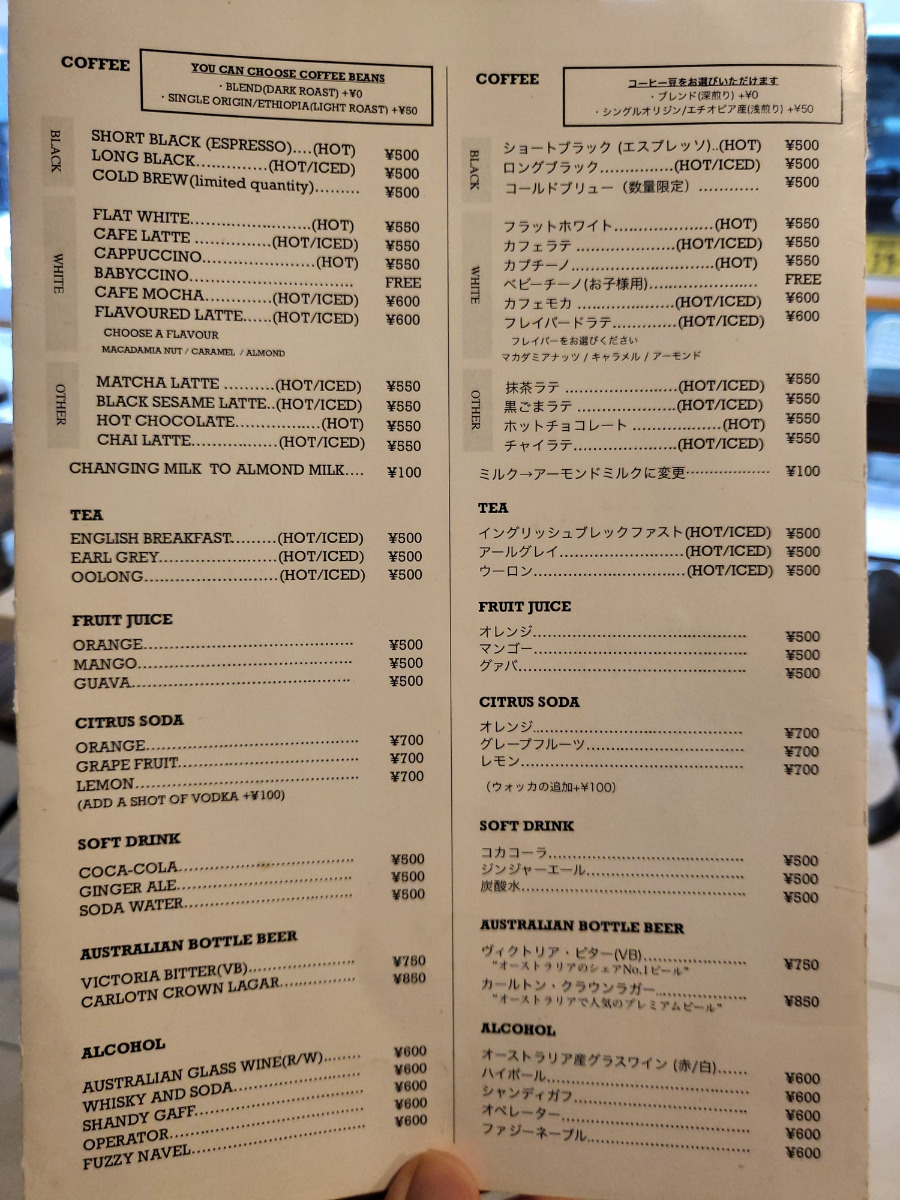 COFFEE
YOU CAN CHOOSE COFFEE BEANS
· BLEND(DARK ROAST) +¥0
· SINGLE ORIGIN/ETHIOPIA(LIGHT ROAST) +¥50
BLACK
SHORT BLACK (ESPRESSO)....(HOT) ¥500
LONG BLACK.............(HOT/ICED) ¥500
COLD BREW(limited quantity)......... ¥500
WHITE
FLAT WHITE......................(HOT) ¥550
CAFE LATTE ..............(HOT/ICED) ¥550
CAPPUCCINO.....................(HOT) ¥550
BABYCCINO.............................. FREE
CAFE MOCHA............(HOT/ICED) ¥600
FLAVOURED LATTE......(HOT/ICED) ¥600
CHOOSE A FLAVOUR
MACADAMIA NUT / CARAMEL / ALMOND
OTHER
MATCHA LATTE ..........(HOT/ICED) ¥550
BLACK SESAME LATTE..(HOT/ICED) ¥550
HOT CHOCOLATE................(HOT) ¥550
CHAI LATTE................(HOT/ICED) ¥550
CHANGING MILK TO ALMOND MILK.... ¥100
TEA
ENGLISH BREAKFAST.........(HOT/ICED) ¥500
EARL GREY......................(HOT/ICED) ¥500
OOLONG.........................(HOT/ICED) ¥500
FRUIT JUICE
ORANGE....................................... ¥500
MANGO........................................ ¥500
GUAVA........................................ ¥500
CITRUS SODA
ORANGE....................................... ¥700
GRAPE FRUIT................................. ¥700
LEMON........................................ ¥700
(ADD A SHOT OF VODKA +¥100)
SOFT DRINK
COCA-COLA................................ ¥500
GINGER ALE................................ ¥500
SODA WATER............................... ¥500
AUSTRALIAN BOTTLE BEER
VICTORIA BITTER(VB)................... ¥750
CARLOTN CROWN LAGAR.............. ¥850
ALCOHOL
AUSTRALIAN GLASS WINE(R/W)....... ¥600
WHISKY AND SODA....................... ¥600
SHANDY GAFF.............................. ¥600
OPERATOR.................................. ¥600
FUZZY NAVEL............................... ¥600
COFFEE
コーヒー豆をお選びいただけます
・ブレンド(深煎り) +¥0
・シングルオリジン/エチオピア産(浅煎り) +¥50
BLACK
ショートブラック (エスプレッソ)..(HOT) ¥500
ロングブラック...................(HOT/ICED) ¥500
コールドブリュー（数量限定）............ ¥500
WHITE
フラットホワイト.........................(HOT) ¥550
カフェラテ ..........................(HOT/ICED) ¥550
カプチーノ.................................(HOT) ¥550
ベビーチーノ(お子様用)......................... FREE
カフェモカ .........................(HOT/ICED) ¥600
フレイバードラテ...............(HOT/ICED) ¥600
フレイバーをお選びください
マカダミアナッツ / キャラメル / アーモンド
OTHER
抹茶ラテ ..........................(HOT/ICED) ¥550
黒ごまラテ ........................(HOT/ICED) ¥550
ホットチョコレート .....................(HOT) ¥550
チャイラテ........................(HOT/ICED) ¥550
ミルク→アーモンドミルクに変更.................. ¥100
TEA
イングリッシュブレックファスト(HOT/ICED) ¥500
アールグレイ.............................(HOT/ICED) ¥500
ウーロン...................................(HOT/ICED) ¥500
FRUIT JUICE
オレンジ................................................. ¥500
マンゴー................................................. ¥500
グァバ.................................................... ¥500
CITRUS SODA
オレンジ................................................. ¥700
グレープフルーツ..................................... ¥700
レモン.................................................... ¥700
（ウォッカの追加+¥100）
SOFT DRINK
コカコーラ............................................. ¥500
ジンジャーエール..................................... ¥500
炭酸水.................................................... ¥500
AUSTRALIAN BOTTLE BEER
ヴィクトリア・ビター(VB)......................... ¥750
"オーストラリアのシェアNo.1ビール"
カールトン・クラウンラガー....................... ¥850
"オーストラリアで人気のプレミアムビール"
ALCOHOL
オーストラリア産グラスワイン (赤/白)...... ¥600
ハイボール............................................. ¥600
シャンディガフ........................................ ¥600
オペレーター........................................... ¥600
ファジーネーブル..................................... ¥600